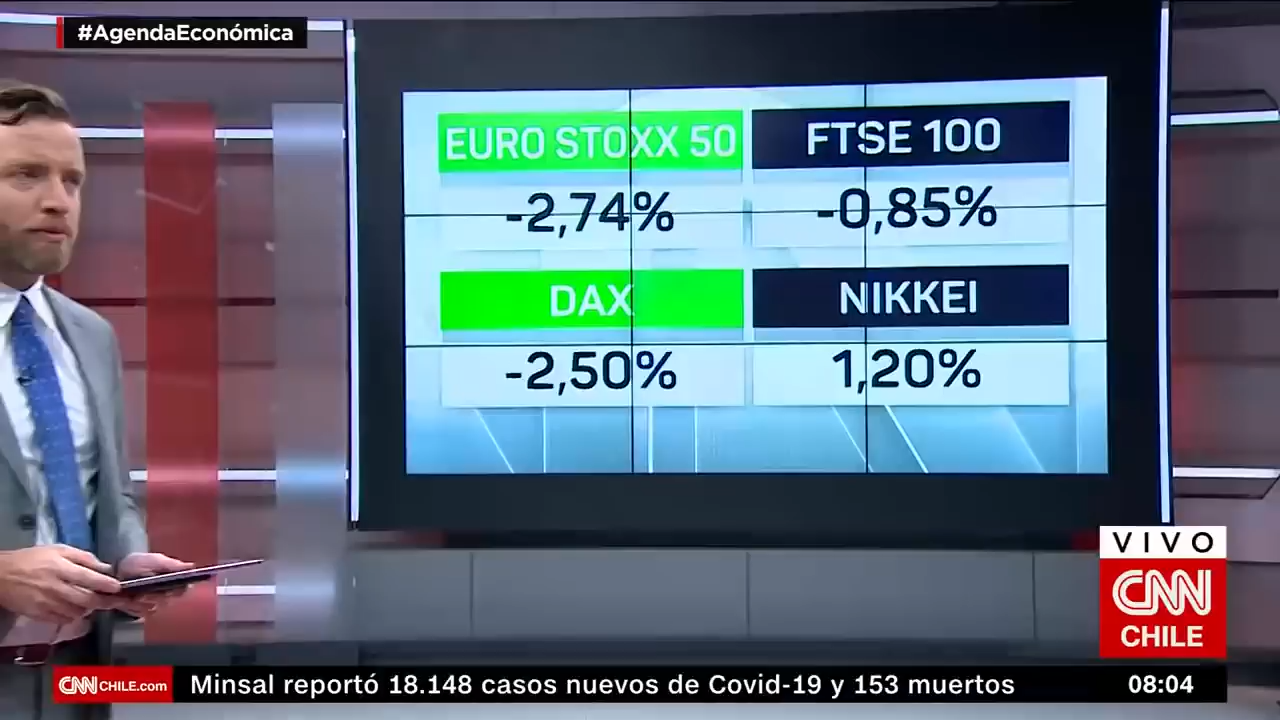 #AgendaEconómica
EURO STOXX 50
FTSE 100
-2,74%
-0,85%
DAX
NIKKEI
-2,50%
1,20%
VIVO
CNN
CHILE
CNNCHILE.com
Minsal reportó 18.148 casos nuevos de Covid-19 y 153 muertos
08:04